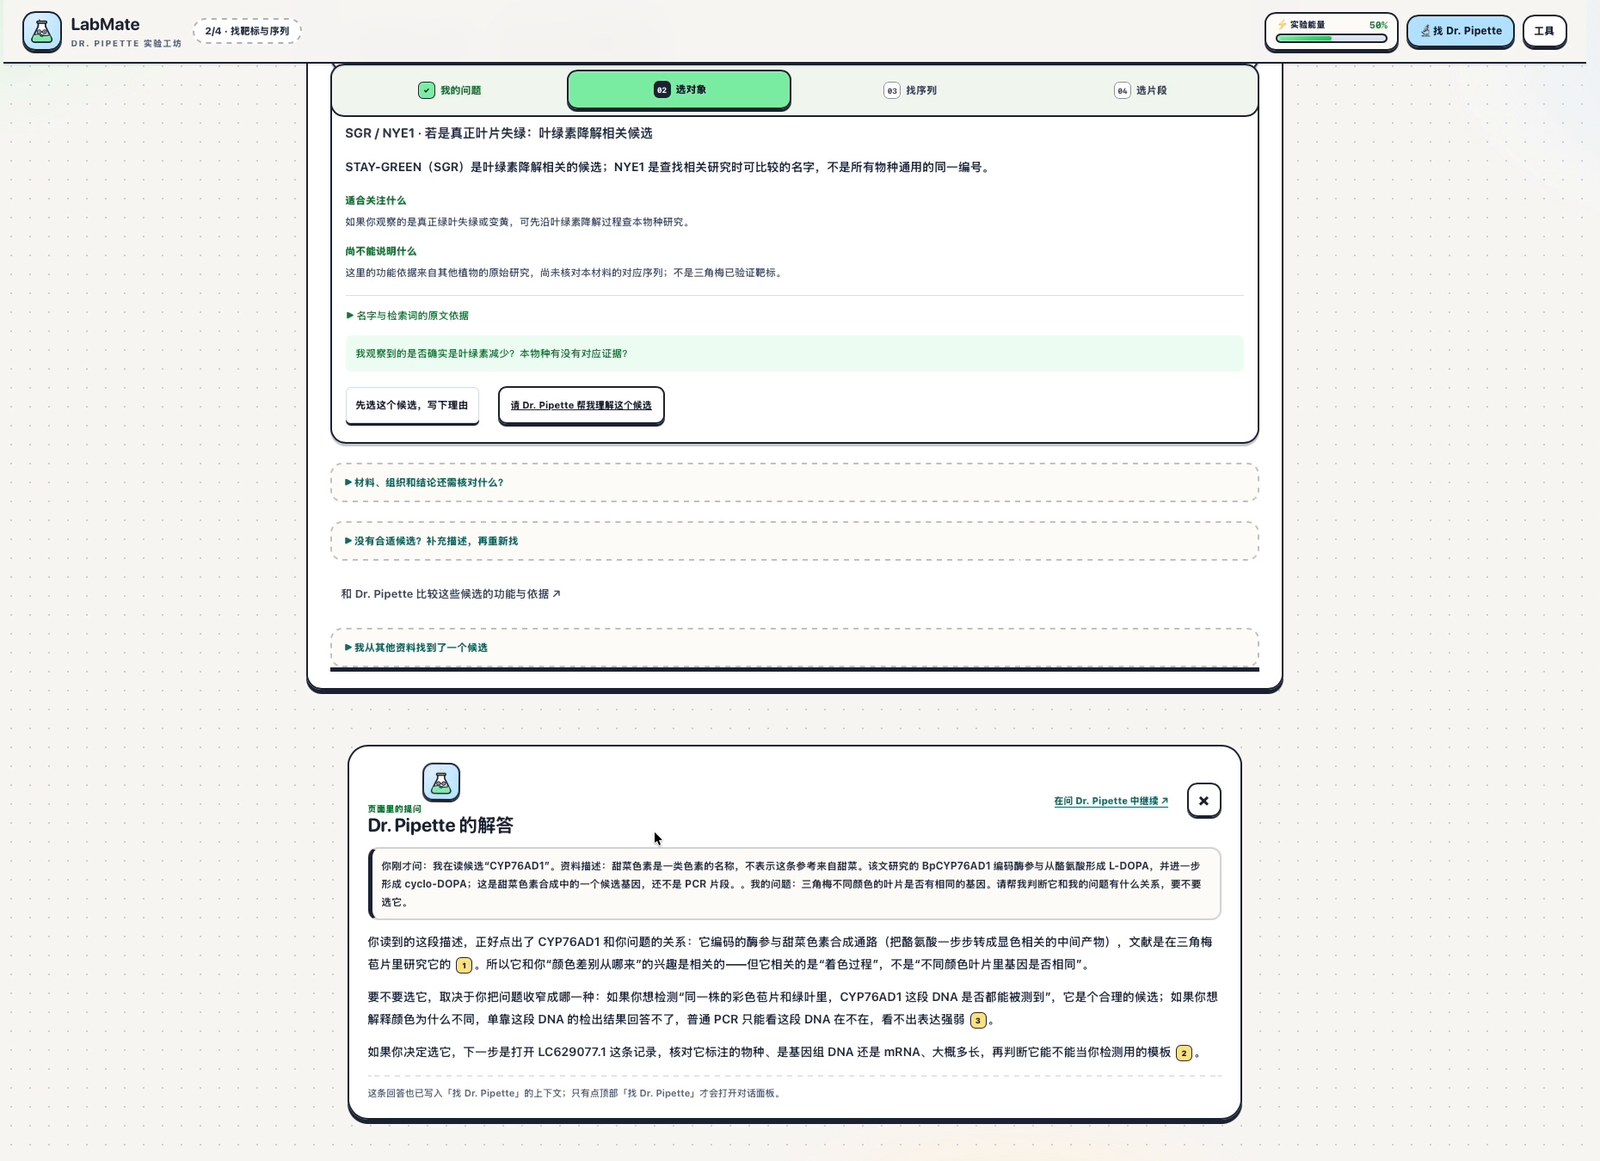 LabMate
DR. PIPETTE 实验工坊
2/4 · 找靶标与序列
⚡ 实验能量 50%
🔬 找 Dr. Pipette
工具
✓ 我的问题
02 选对象
03 找序列
04 选片段
SGR / NYE1 · 若是真正叶片失绿：叶绿素降解相关候选
STAY-GREEN（SGR）是叶绿素降解相关的候选；NYE1 是查找相关研究时可比较的名字，不是所有物种通用的同一编号。
适合关注什么
如果你观察的是真正绿叶失绿或变黄，可先沿叶绿素降解过程查本物种研究。
尚不能说明什么
这里的功能依据来自其他植物的原始研究，尚未核对本材料的对应序列；不是三角梅已验证靶标。
▶ 名字与检索词的原文依据
我观察到的是否确实是叶绿素减少？本物种有没有对应证据？
先选这个候选，写下理由
请 Dr. Pipette 帮我理解这个候选
▶ 材料、组织和结论还需核对什么？
▶ 没有合适候选？补充描述，再重新找
和 Dr. Pipette 比较这些候选的功能与依据 ↗
▶ 我从其他资料找到了一个候选
页面里的提问
Dr. Pipette 的解答
在问 Dr. Pipette 中继续 ↗
×
你刚才问：我在读候选“CYP76AD1”。资料描述：甜菜色素是一类色素的名称，不表示这条参考来自甜菜。该文研究的 BpCYP76AD1 编码酶参与从酪氨酸形成 L-DOPA，并进一步
形成 cyclo-DOPA；这是甜菜色素合成中的一个候选基因，还不是 PCR 片段。。我的问题：三角梅不同颜色的叶片是否有相同的基因。请帮我判断它和我的问题有什么关系，要不要
选它。
你读到的这段描述，正好点出了 CYP76AD1 和你问题的关系：它编码的酶参与甜菜色素合成通路（把酪氨酸一步步转成显色相关的中间产物），文献是在三角梅
苞片里研究它的 1 。所以它和你“颜色差别从哪来”的兴趣是相关的——但它相关的是“着色过程”，不是“不同颜色叶片里基因是否相同”。
要不要选它，取决于你把问题收窄成哪一种：如果你想检测“同一株的彩色苞片和绿叶里，CYP76AD1 这段 DNA 是否都能被测到”，它是个合理的候选；如果你想
解释颜色为什么不同，单靠这段 DNA 的检出结果回答不了，普通 PCR 只能看这段 DNA 在不在，看不出表达强弱 3 。
如果你决定选它，下一步是打开 LC629077.1 这条记录，核对它标注的物种、是基因组 DNA 还是 mRNA、大概多长，再判断它能不能当你检测用的模板 2 。
这条回答也已写入「找 Dr. Pipette」的上下文；只有点顶部「找 Dr. Pipette」才会打开对话面板。